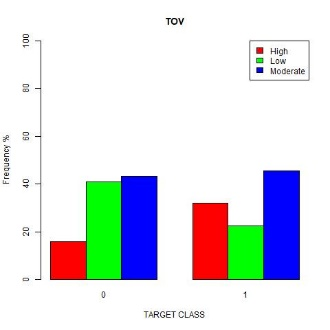 TOV
High
Low
Moderate
100
80
60
40
20
0
Frequency %
0 1
TARGET CLASS